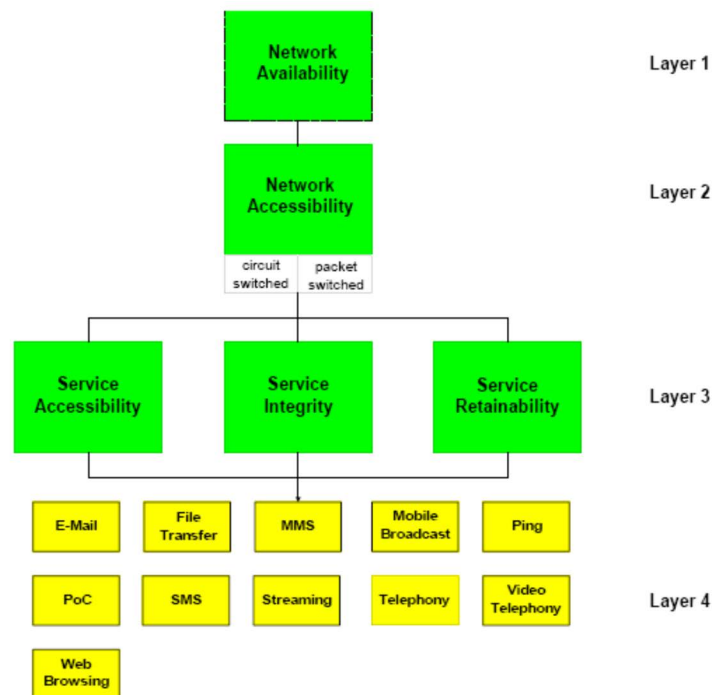 Network
Availability
Layer 1
Network
Accessibility
Layer 2
circuit
switched
packet
switched
Service
Accessibility
Service
Integrity
Service
Retainability
Layer 3
E-Mail
File
Transfer
MMS
Mobile
Broadcast
Ping
PoC
SMS
Streaming
Telephony
Video
Telephony
Layer 4
Web
Browsing